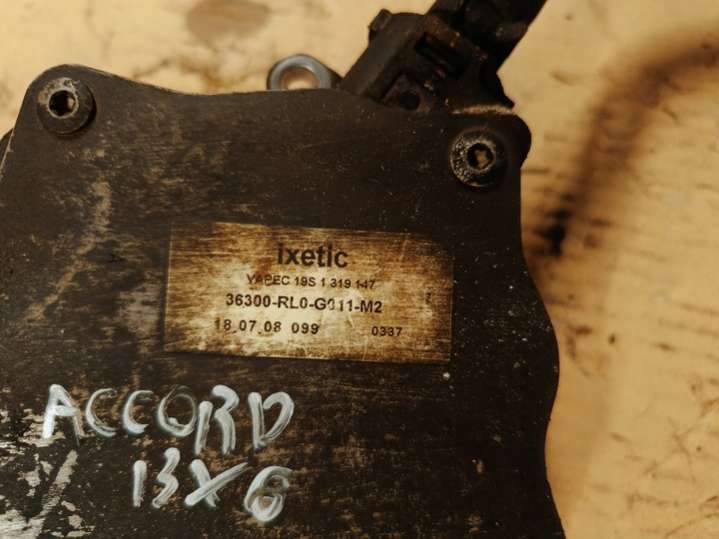 ixetic
VAPEC 19S 1 319 147
36300-RL0-G011-M2
18.07.08 099 0337
ACCORD
13X6